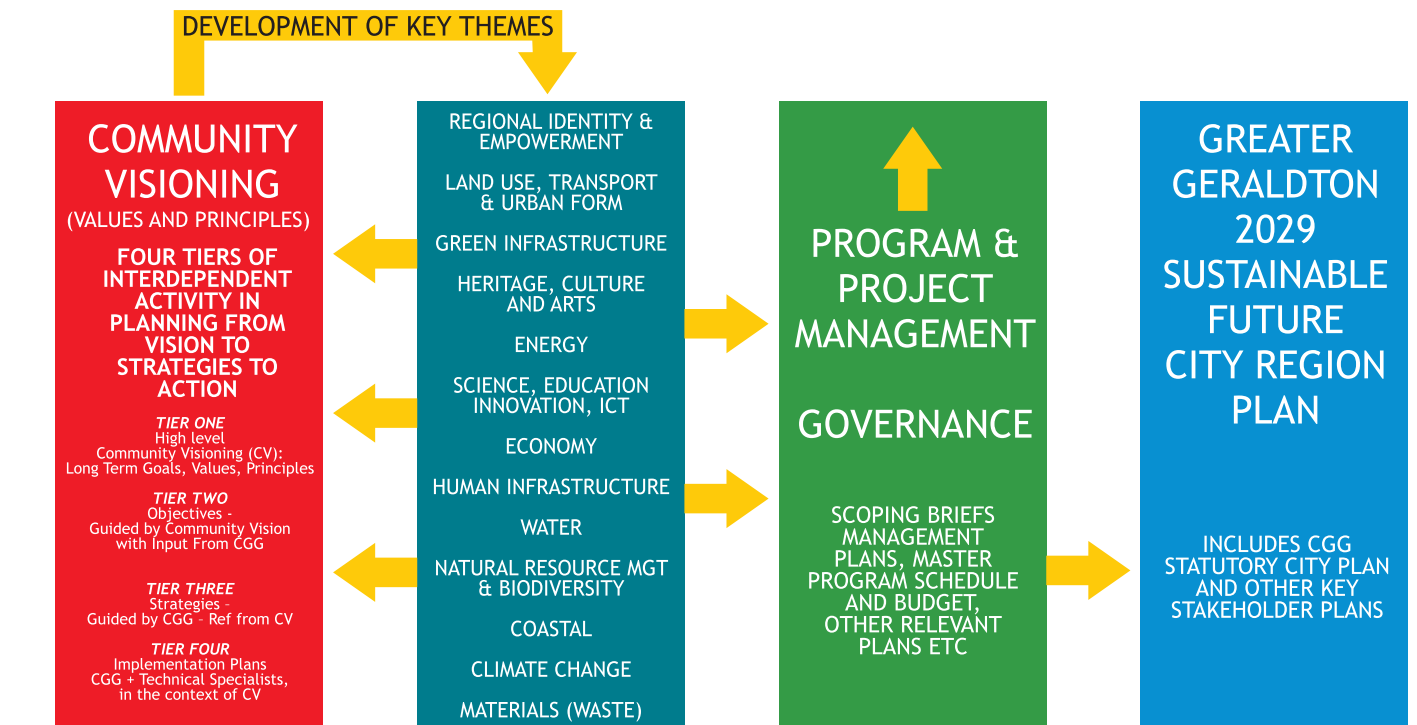 DEVELOPMENT OF KEY THEMES
COMMUNITY
VISIONING
(VALUES AND PRINCIPLES)
FOUR TIERS OF
INTERDEPENDENT
ACTIVITY IN
PLANNING FROM
VISION TO
STRATEGIES TO
ACTION
TIER ONE
High level
Community Visioning (CV):
Long Term Goals, Values, Principles
TIER TWO
Objectives -
Guided by Community Vision
with Input From CGG
TIER THREE
Strategies –
Guided by CGG – Ref from CV
TIER FOUR
Implementation Plans
CGG + Technical Specialists,
in the context of CV
REGIONAL IDENTITY &
EMPOWERMENT
LAND USE, TRANSPORT
& URBAN FORM
GREEN INFRASTRUCTURE
HERITAGE, CULTURE
AND ARTS
ENERGY
SCIENCE, EDUCATION
INNOVATION, ICT
ECONOMY
HUMAN INFRASTRUCTURE
WATER
NATURAL RESOURCE MGT
& BIODIVERSITY
COASTAL
CLIMATE CHANGE
MATERIALS (WASTE)
PROGRAM &
PROJECT
MANAGEMENT
GOVERNANCE
SCOPING BRIEFS
MANAGEMENT
PLANS, MASTER
PROGRAM SCHEDULE
AND BUDGET,
OTHER RELEVANT
PLANS ETC
GREATER
GERALDTON
2029
SUSTAINABLE
FUTURE
CITY REGION
PLAN
INCLUDES CGG
STATUTORY CITY PLAN
AND OTHER KEY
STAKEHOLDER PLANS